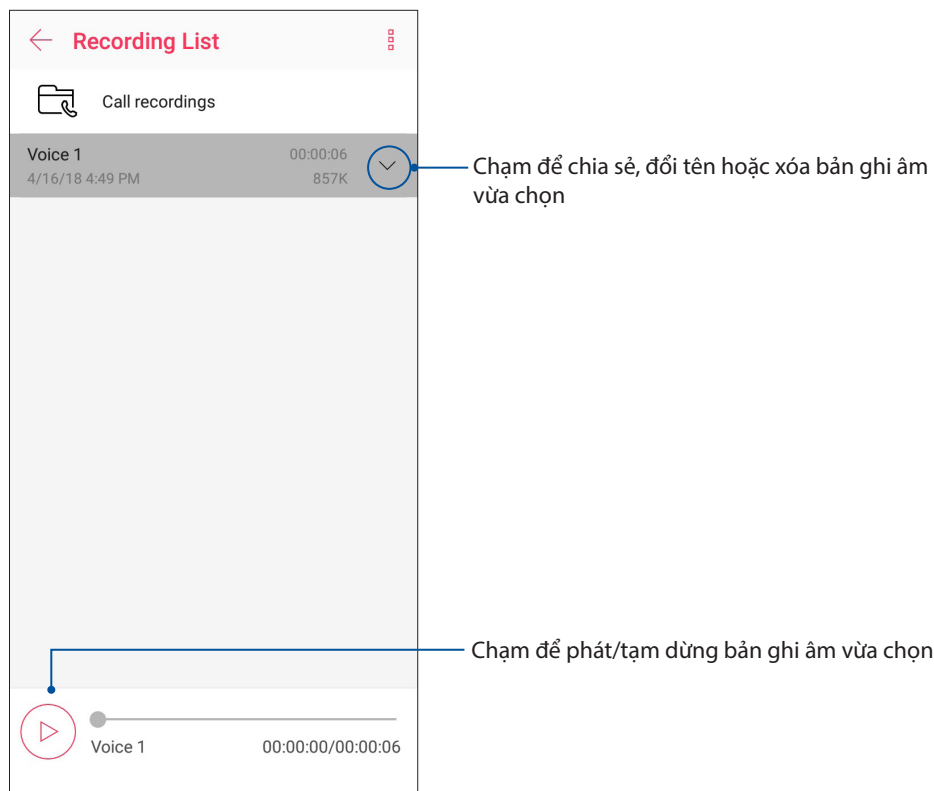 Recording List
Call recordings
Voice 1 00:00:06
4/16/18 4:49 PM 857K
Chạm để chia sẻ, đổi tên hoặc xóa bản ghi âm
vừa chọn
Chạm để phát/tạm dừng bản ghi âm vừa chọn
Voice 1 00:00:00/00:00:06